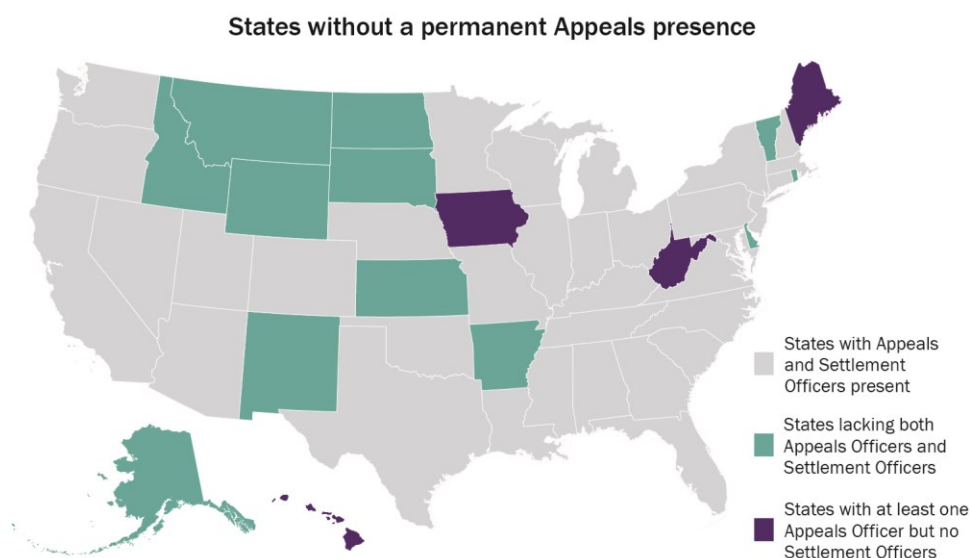 States without a permanent Appeals presence
States with Appeals
and Settlement
Officers present
States lacking both
Appeals Officers and
Settlement Officers
States with at least one
Appeals Officer but no
Settlement Officers